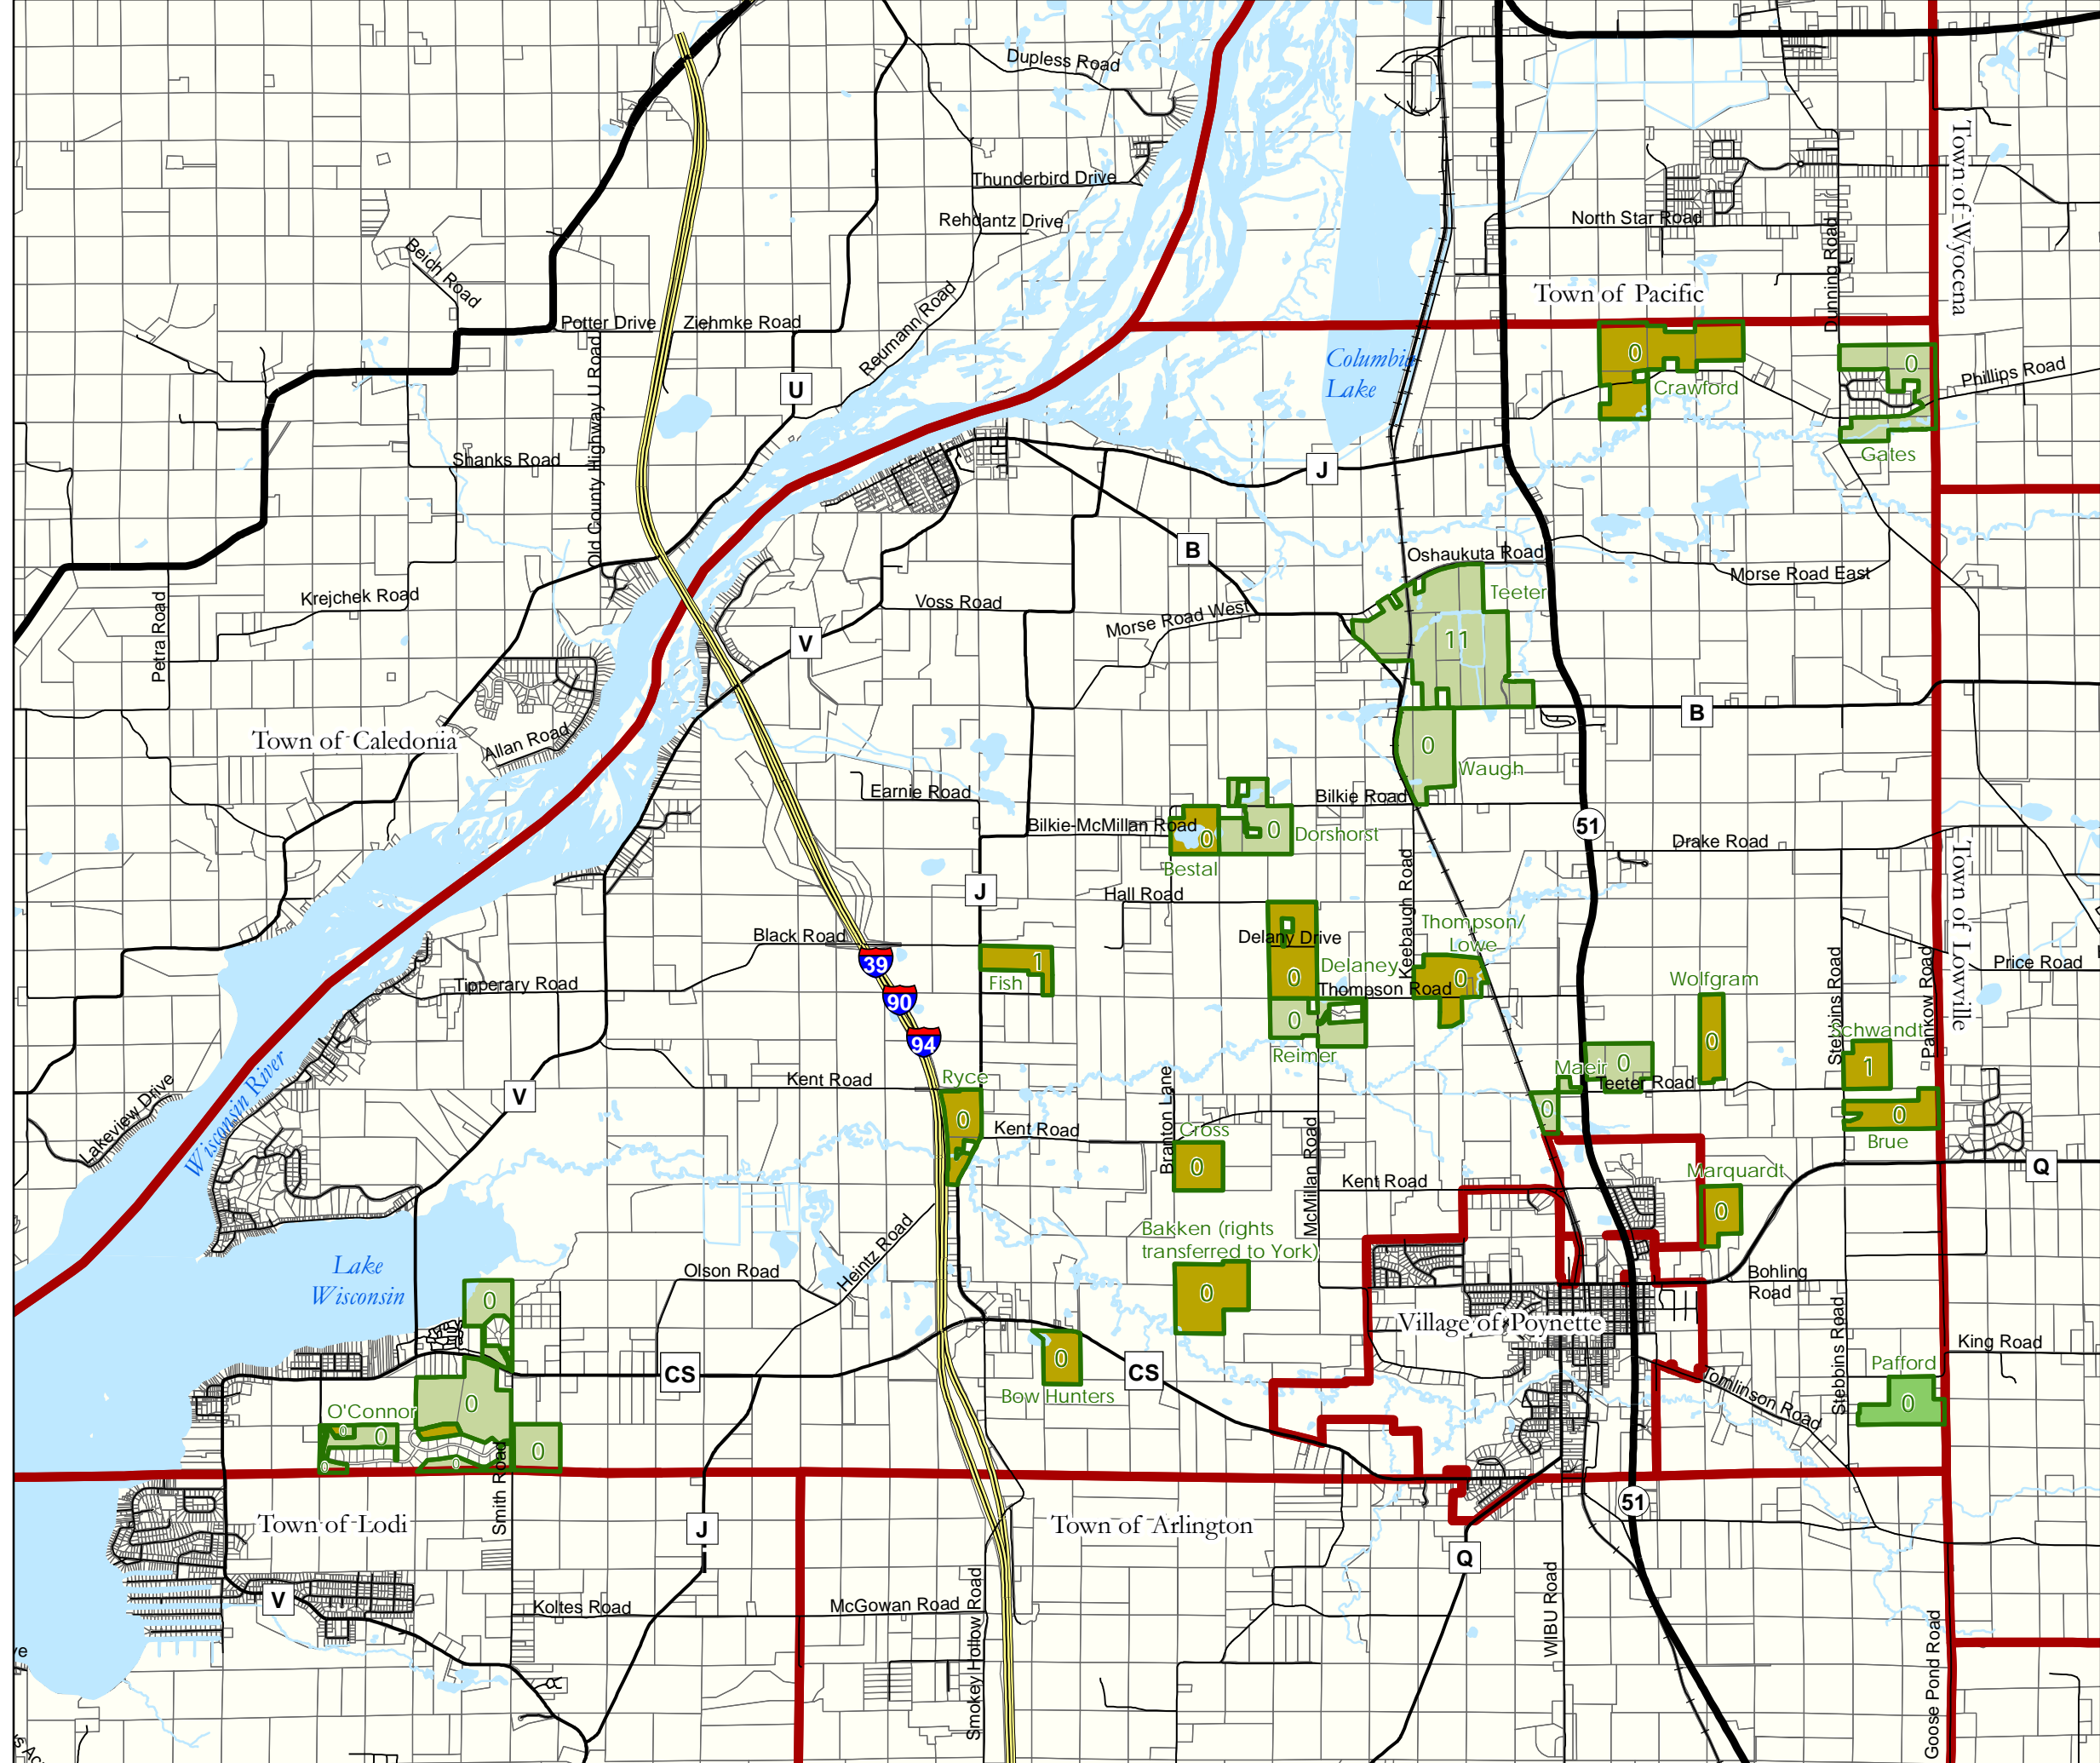 Dupless Road
Thunderbird Drive
Rehdantz Drive
North Star Road
Town of Wyocena
Dunning Road
Beich Road
Town of Pacific
Potter Drive
Ziehmke Road
Reumann Road
Old County Highway U Road
U
Columbia
Lake
0
Crawford
0
Phillips Road
Gates
Shanks Road
J
B
Oshaukuta Road
Morse Road East
Teeter
Krejchek Road
Petra Road
Voss Road
Morse Road West
V
11
B
Town of Caledonia
Allan Road
0
Waugh
Earnie Road
Bilkie Road
Bilkie-McMillan Road
0
0
Dorshorst
Bestal
51
Drake Road
Town of Lowville
J
Hall Road
Keebaugh Road
Thompson/
Lowe
Black Road
Delany Drive
39
1
Fish
0
Delaney
0
Thompson Road
Wolfgram
Stebbins Road
Pankow Road
Price Road
Tipperary Road
90
0
Reimer
0
Schwandt
1
94
Maeir
0
Teeter Road
Ryce
Kent Road
V
Lakeview Drive
Wisconsin River
0
Kent Road
Branton Lane
Cross
0
McMillan Road
0
0
Brue
Q
Marquardt
0
Kent Road
Bakken (rights
transferred to York)
0
Heintz Road
Olson Road
Lake
Wisconsin
0
Bohling
Road
Village of Poynette
Stebbins Road
King Road
CS
0
Bow Hunters
CS
Tomlinson Road
Pafford
0
O'Connor
0
0
0
0
0
0
Smith Road
Town of Lodi
J
Town of Arlington
51
Q
V
Koltes Road
McGowan Road
Smokey Hollow Road
WIBU Road
Goose Pond Road